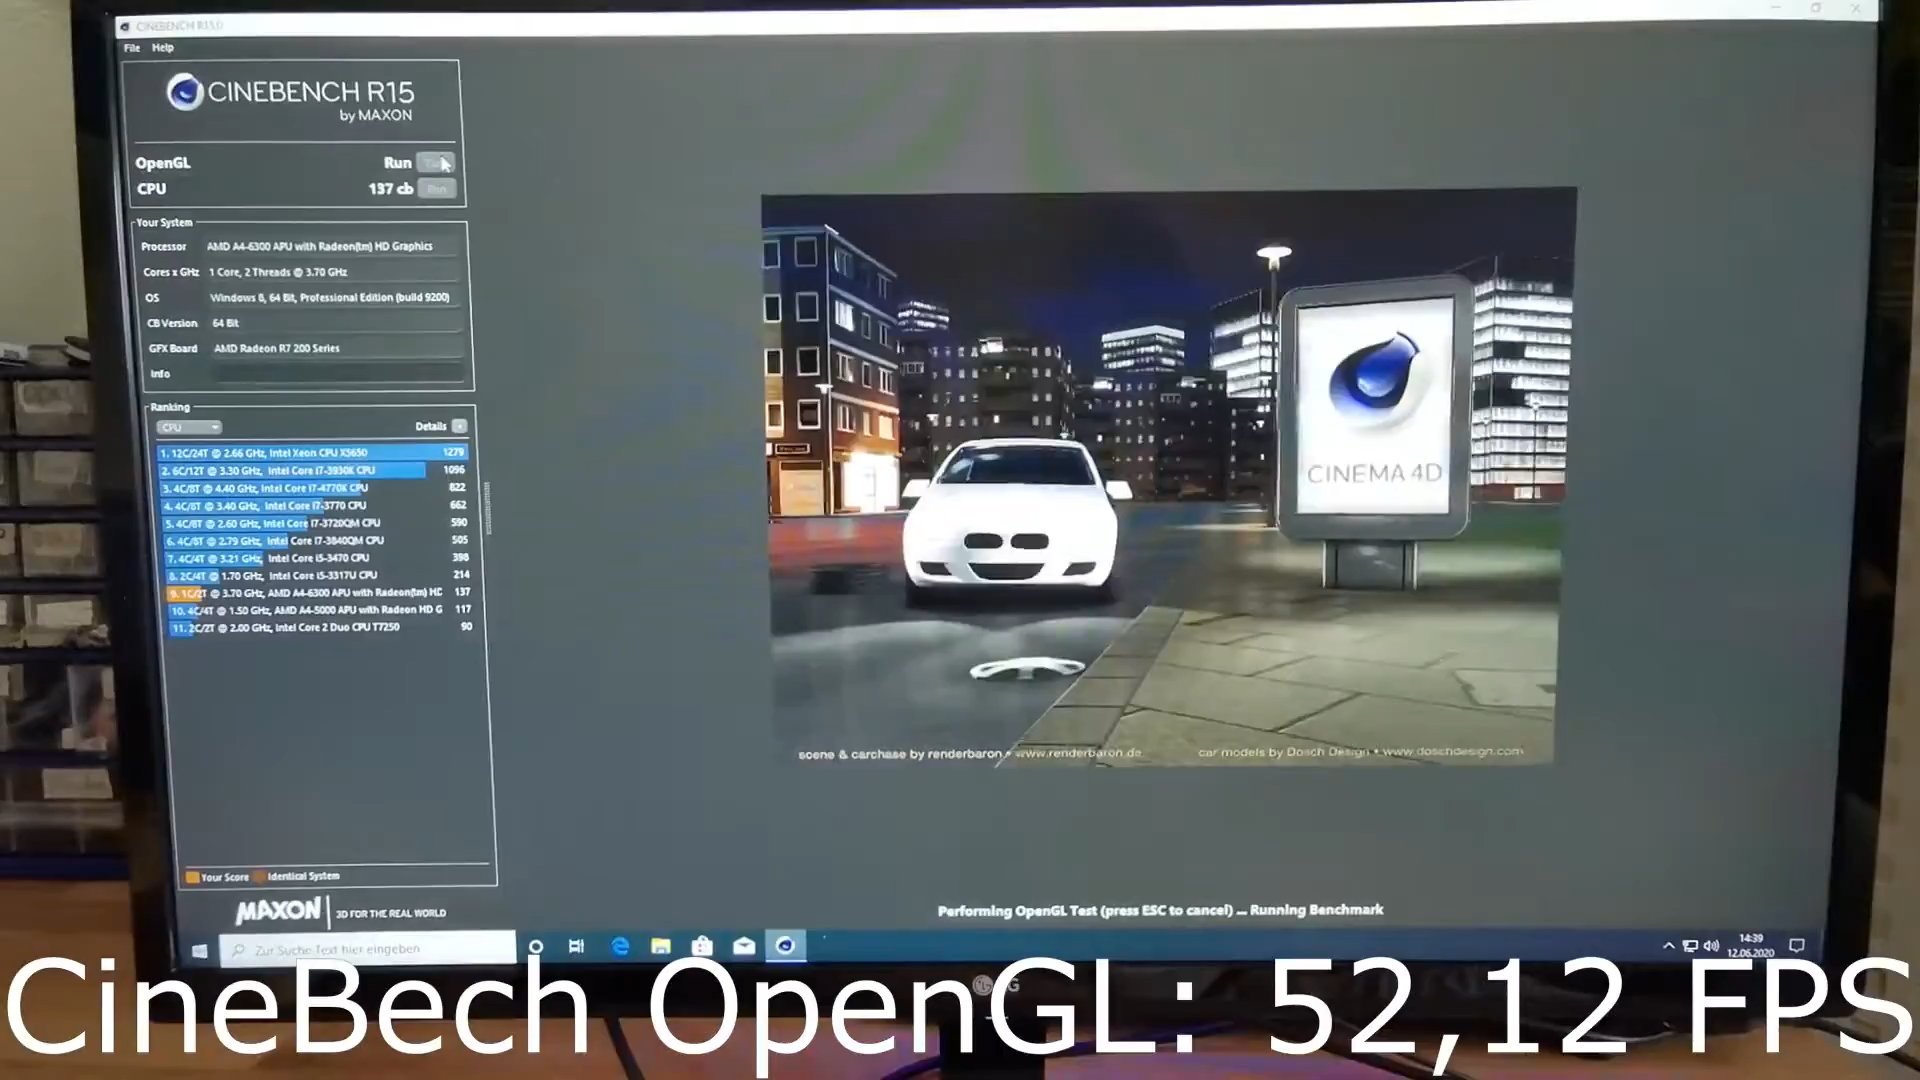 CINEBENCH R15.0
File Help
CINEBENCH R15
by MAXON
OpenGL Run
CPU 137 cb Run
Your System
Processor AMD A4-6300 APU with Radeon(tm) HD Graphics
Cores x GHz 1 Core, 2 Threads @ 3.70 GHz
OS Windows 8, 64 Bit, Professional Edition (build 9200)
CB Version 64 Bit
GFX Board AMD Radeon R7 200 Series
Info
Ranking
CPU Details
1. 12C/24T @ 2.66 GHz, Intel Xeon CPU X5650 1279
2. 6C/12T @ 3.30 GHz, Intel Core i7-3930K CPU 1096
3. 4C/8T @ 4.40 GHz, Intel Core i7-4770K CPU 822
4. 4C/8T @ 3.40 GHz, Intel Core i7-3770 CPU 662
5. 4C/8T @ 2.60 GHz, Intel Core i7-3720QM CPU 590
6. 4C/8T @ 2.79 GHz, Intel Core i7-3840QM CPU 505
7. 4C/4T @ 3.21 GHz, Intel Core i5-3470 CPU 398
8. 2C/4T @ 1.70 GHz, Intel Core i5-3317U CPU 214
9. 1C/2T @ 3.70 GHz, AMD A4-6300 APU with Radeon(tm) HD 137
10. 4C/4T @ 1.50 GHz, AMD A4-5000 APU with Radeon HD G 117
11. 2C/2T @ 2.00 GHz, Intel Core 2 Duo CPU T7250 90
Your Score Identical System
MAXON 3D FOR THE REAL WORLD
CINEMA 4D
scene & carchase by renderbaron • www.renderbaron.de
car models by Dosch Design • www.doschdesign.com
Performing OpenGL Test (press ESC to cancel) ... Running Benchmark
Zur Suche Text hier eingeben
14:39
12.06.2020
LG
CineBech OpenGL: 52,12 FPS